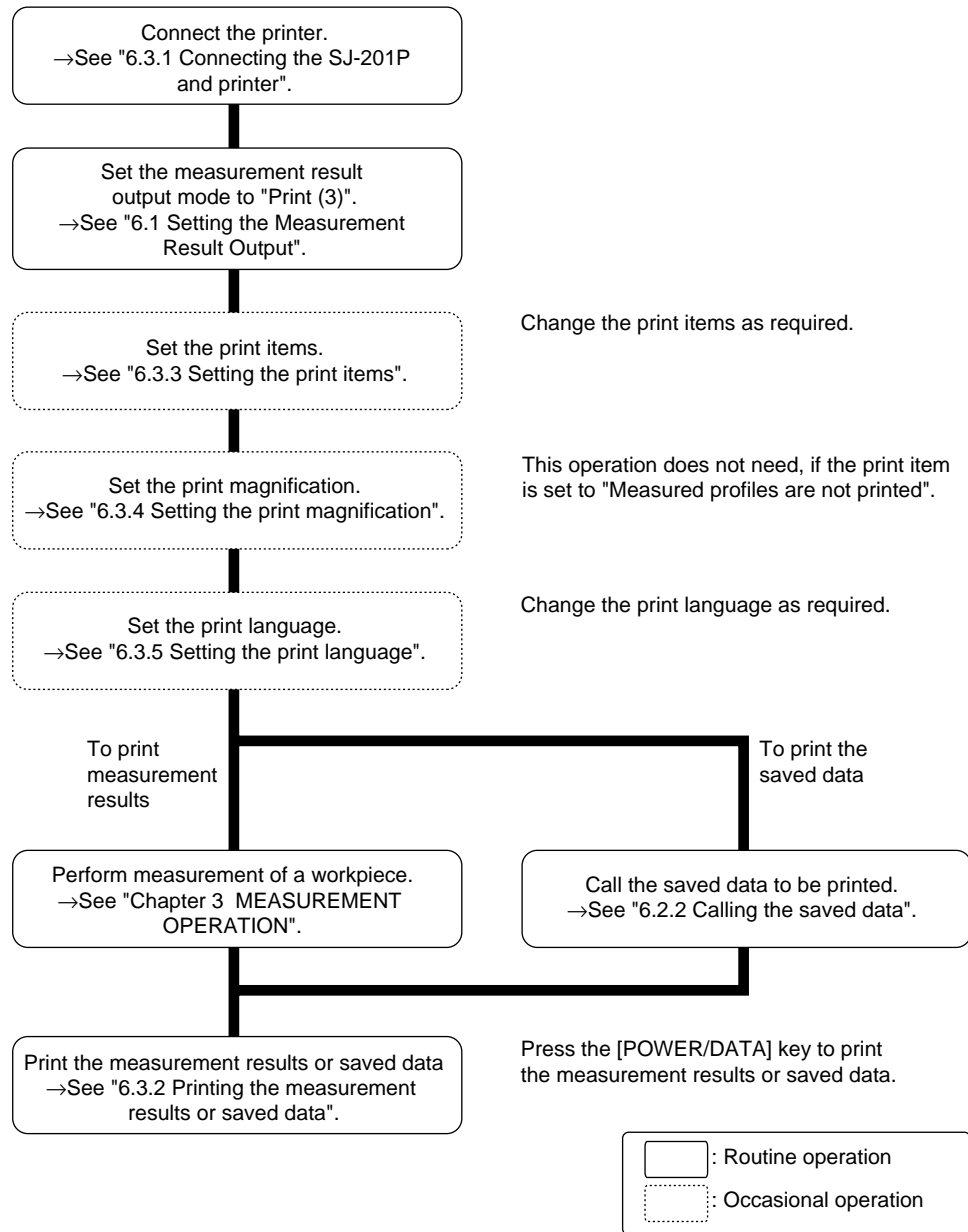 Connect the printer.
→See "6.3.1 Connecting the SJ-201P
and printer".
Set the measurement result
output mode to "Print (3)".
→See "6.1 Setting the Measurement
Result Output".
Set the print items.
→See "6.3.3 Setting the print items".
Change the print items as required.
Set the print magnification.
→See "6.3.4 Setting the print magnification".
This operation does not need, if the print item
is set to "Measured profiles are not printed".
Set the print language.
→See "6.3.5 Setting the print language".
Change the print language as required.
To print
measurement
results
To print the
saved data
Perform measurement of a workpiece.
→See "Chapter 3 MEASUREMENT
OPERATION".
Call the saved data to be printed.
→See "6.2.2 Calling the saved data".
Print the measurement results or saved data
→See "6.3.2 Printing the measurement
results or saved data".
Press the [POWER/DATA] key to print
the measurement results or saved data.
: Routine operation
: Occasional operation